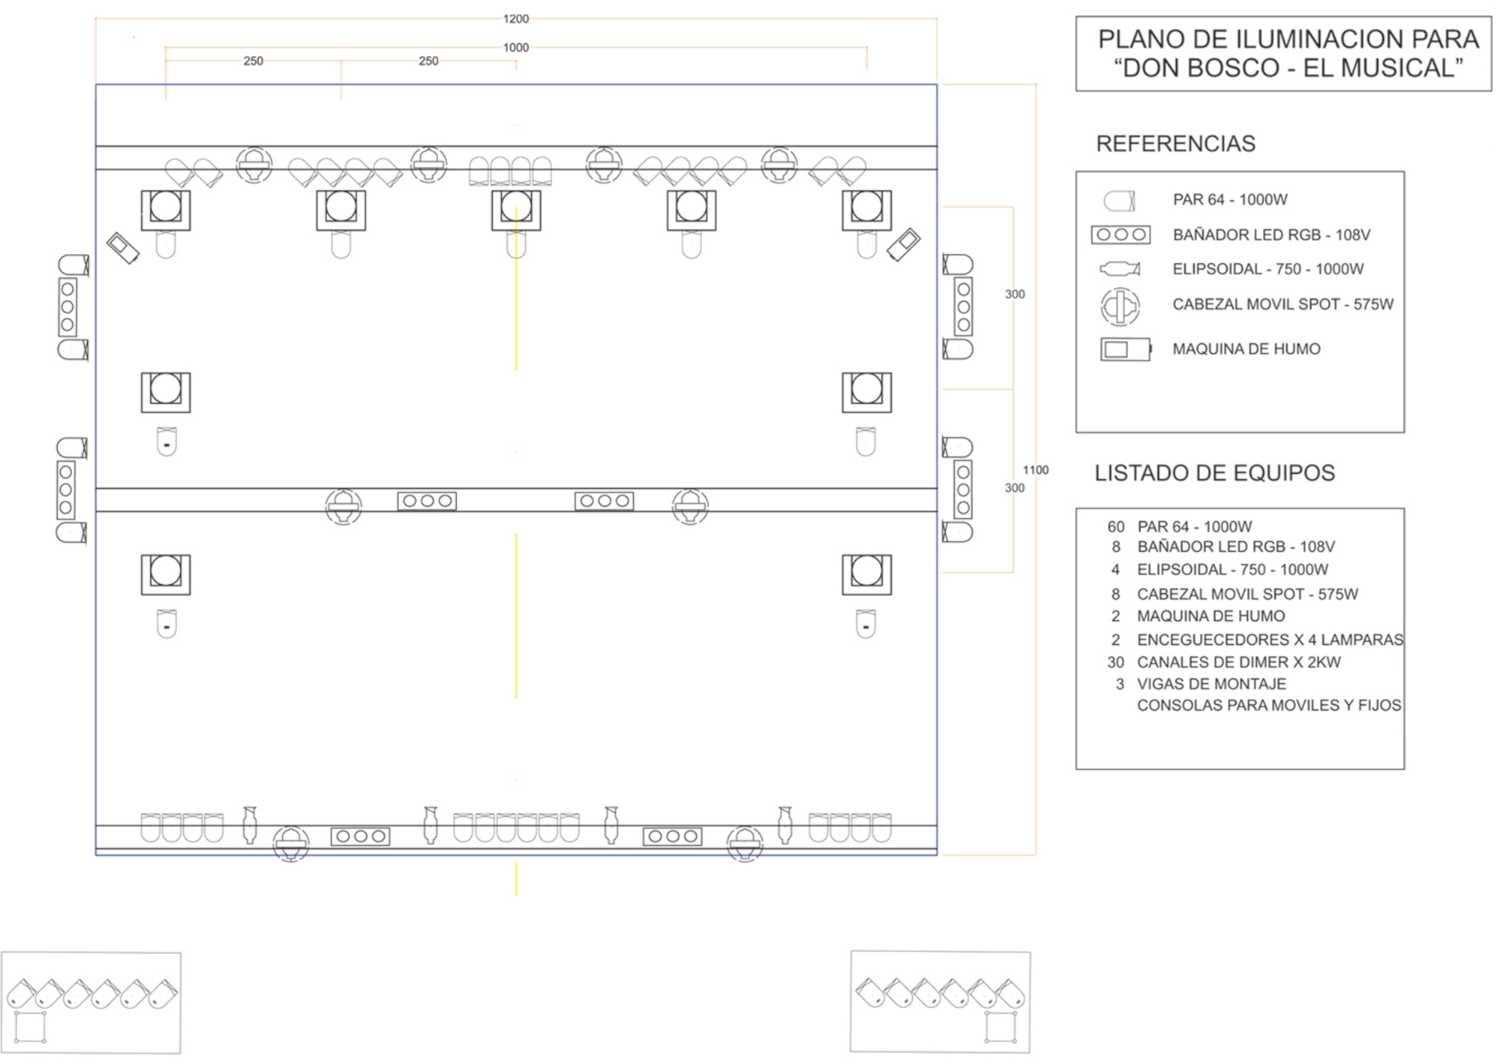 1200
1000
250
250
300
1100
300
PLANO DE ILUMINACION PARA
“DON BOSCO - EL MUSICAL”
REFERENCIAS
PAR 64 - 1000W
BAÑADOR LED RGB - 108V
ELIPSOIDAL - 750 - 1000W
CABEZAL MOVIL SPOT - 575W
MAQUINA DE HUMO
LISTADO DE EQUIPOS
60 PAR 64 - 1000W
8 BAÑADOR LED RGB - 108V
4 ELIPSOIDAL - 750 - 1000W
8 CABEZAL MOVIL SPOT - 575W
2 MAQUINA DE HUMO
2 ENCEGUECEDORES X 4 LAMPARAS
30 CANALES DE DIMER X 2KW
3 VIGAS DE MONTAJE
CONSOLAS PARA MOVILES Y FIJOS